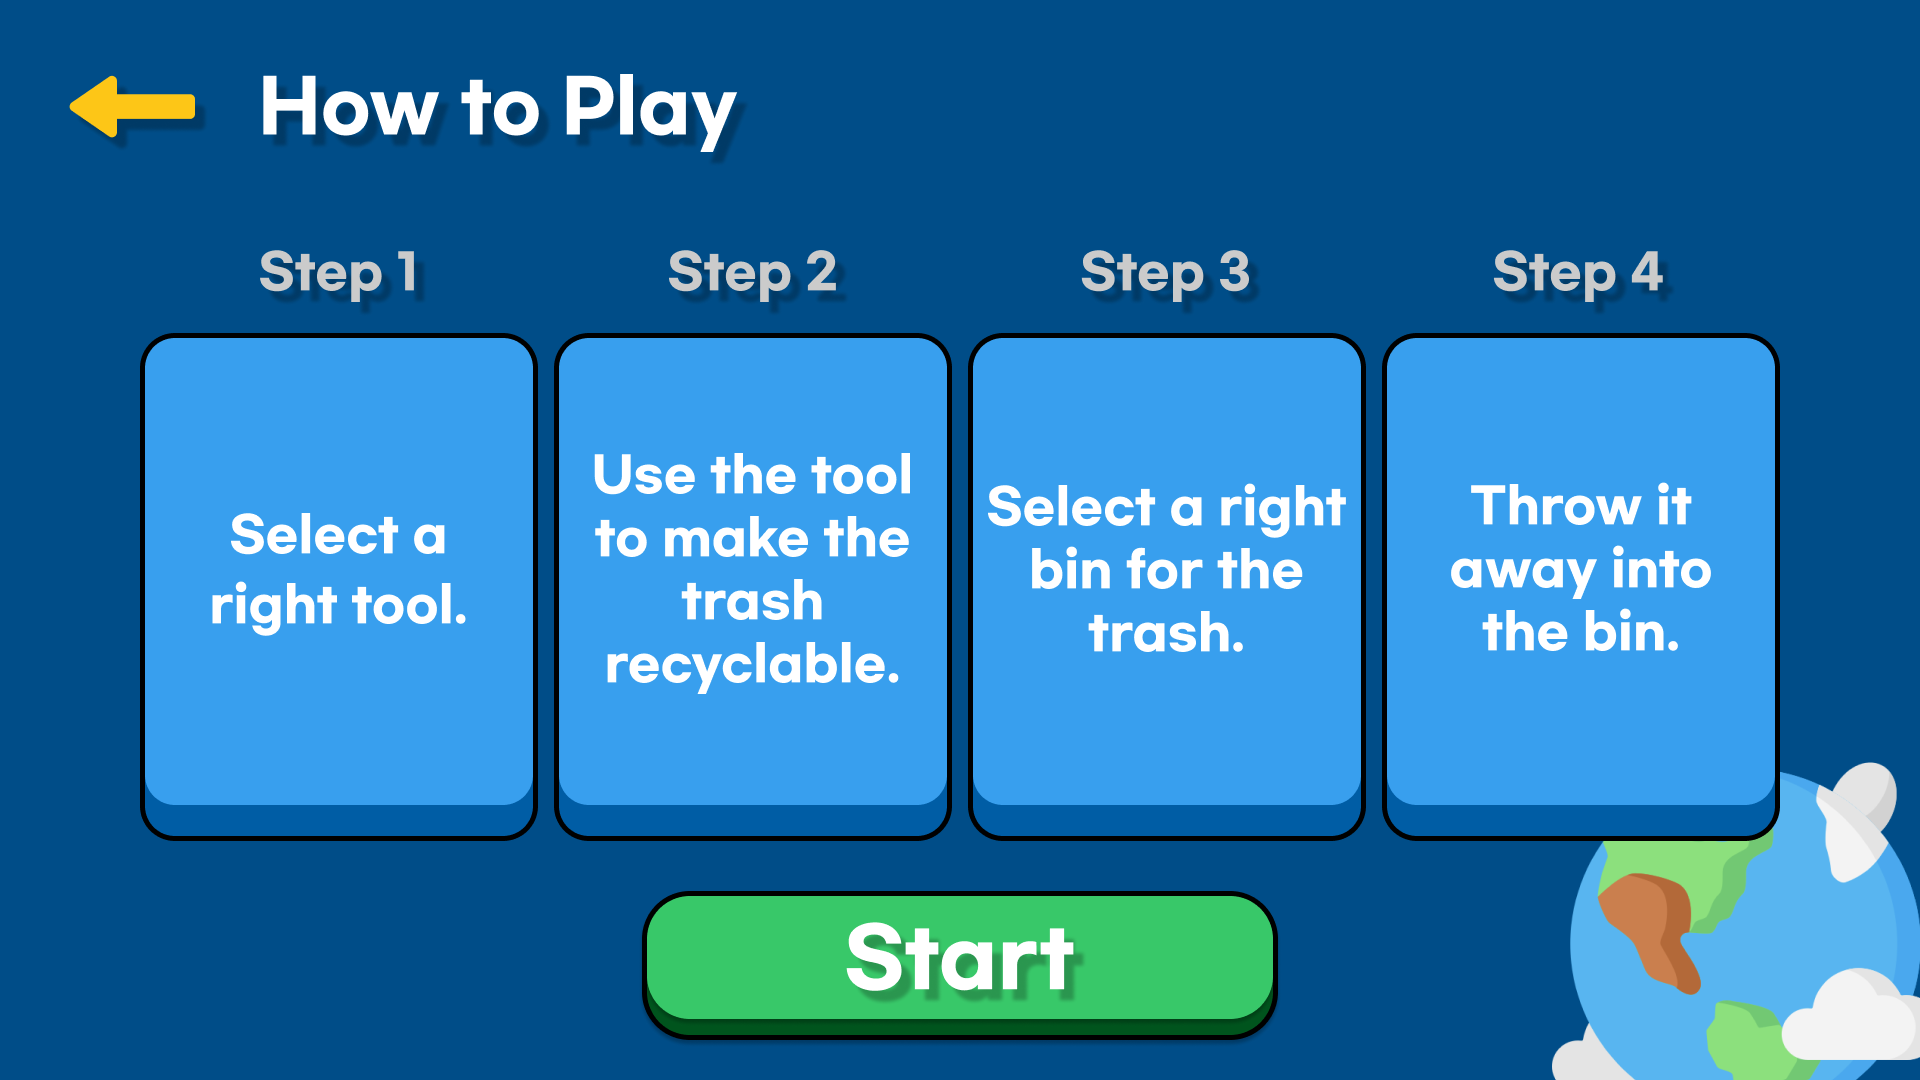 How to Play
Step 1
Select a
right tool.
Step 2
Use the tool
to make the
trash
recyclable.
Step 3
Select a right
bin for the
trash.
Step 4
Throw it
away into
the bin.
Start